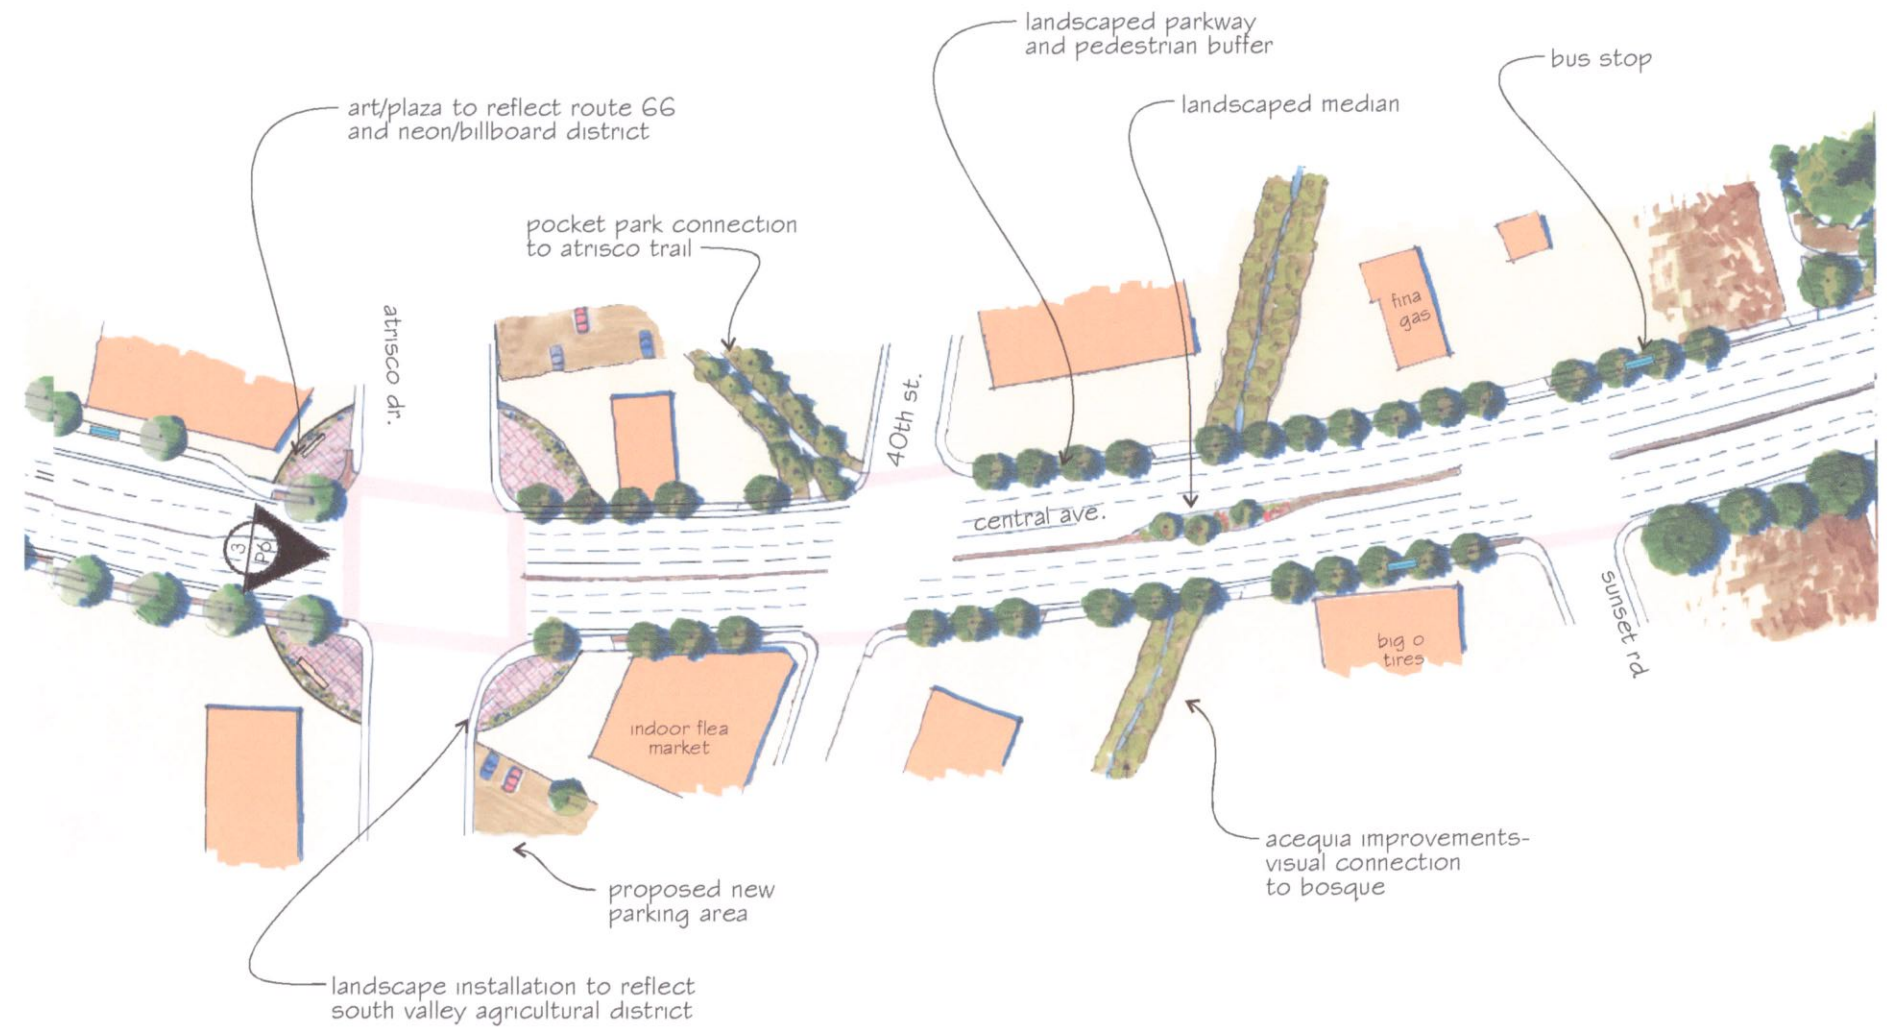 landscaped parkway
and pedestrian buffer
bus stop
landscaped median
art/plaza to reflect route 66
and neon/billboard district
pocket park connection
to atrisco trail
atrisco dr.
40th st.
fina
gas
central ave.
3
p6
sunset rd
big o
tires
indoor flea
market
acequia improvements-
visual connection
to bosque
proposed new
parking area
landscape installation to reflect
south valley agricultural district